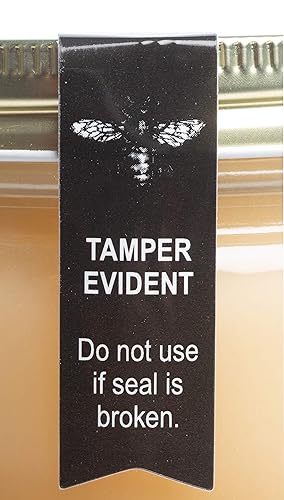 TAMPER
EVIDENT
Do not use
if seal is
broken.